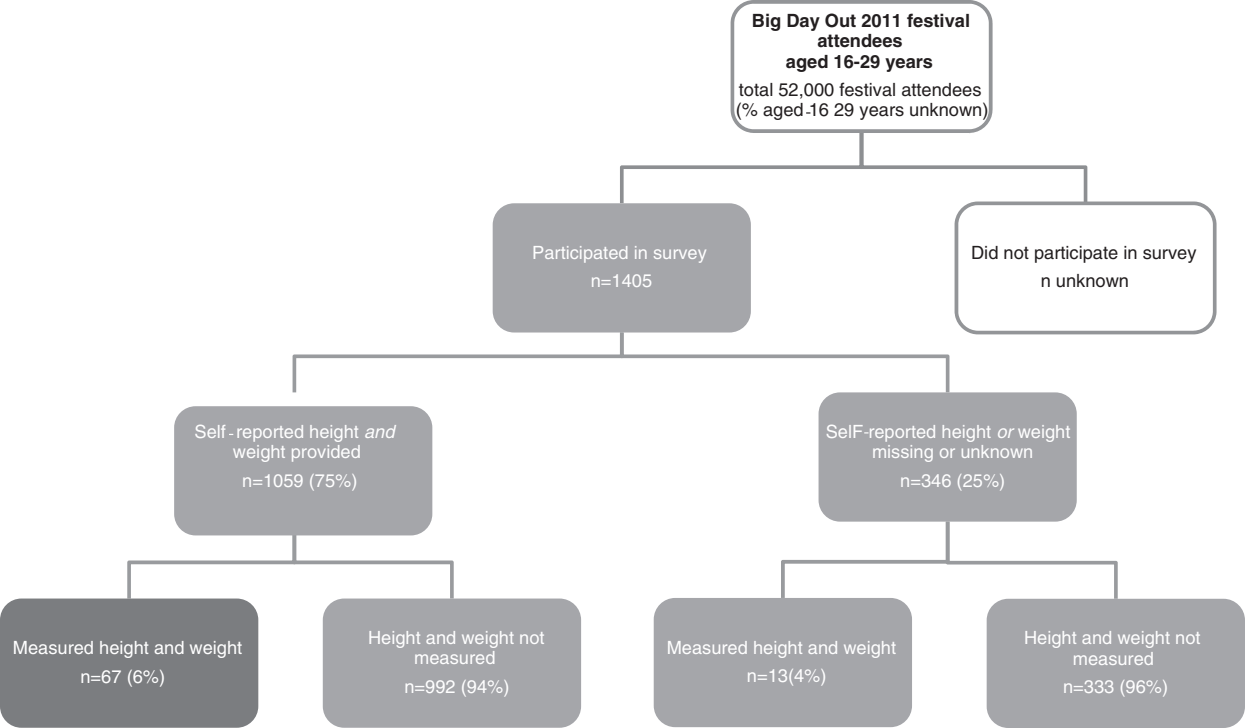 Big Day Out 2011 festival
attendees
aged 16-29 years
total 52,000 festival attendees
(% aged-16 29 years unknown)
Participated in survey
n=1405
Did not participate in survey
n unknown
Self-reported height and
weight provided
n=1059 (75%)
SelF-reported height or weight
missing or unknown
n=346 (25%)
Measured height and weight
n=67 (6%)
Height and weight not
measured
n=992 (94%)
Measured height and weight
n=13(4%)
Height and weight not
measured
n=333 (96%)